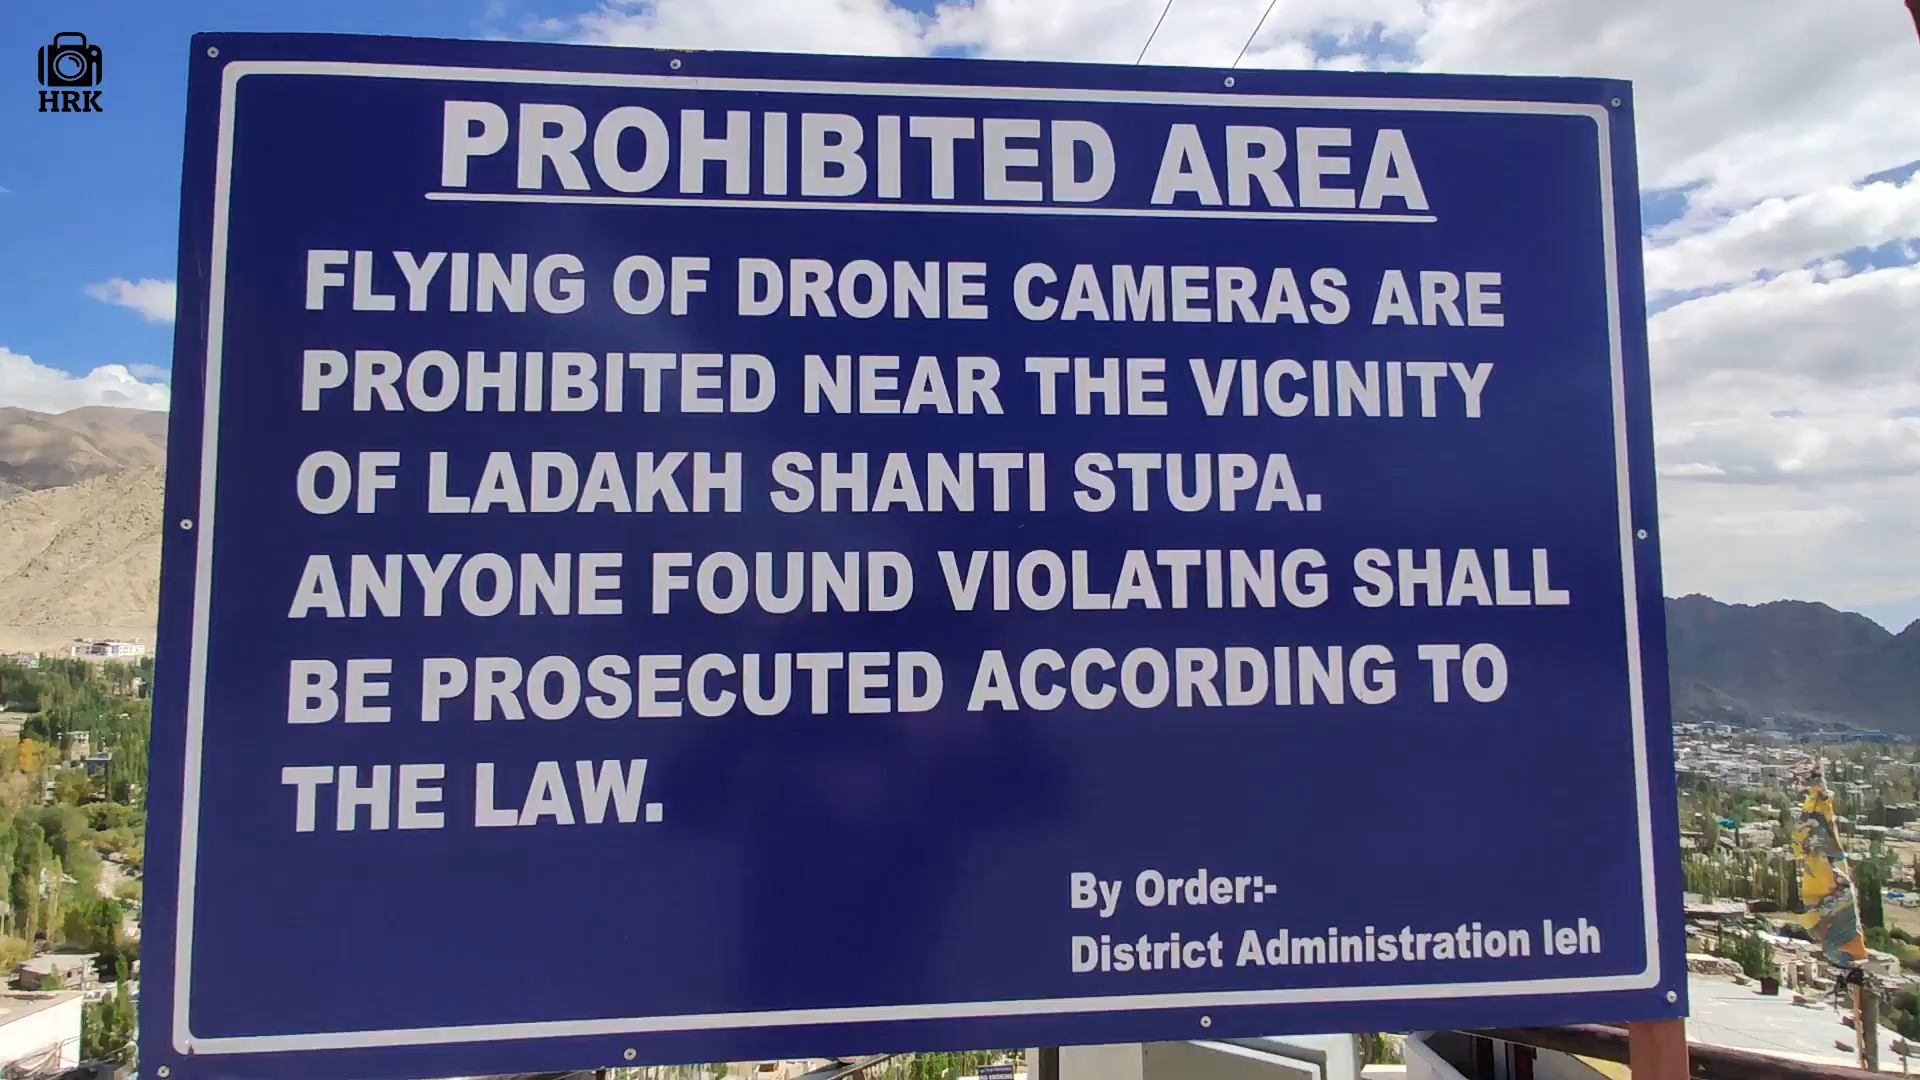 HRK
PROHIBITED AREA
FLYING OF DRONE CAMERAS ARE
PROHIBITED NEAR THE VICINITY
OF LADAKH SHANTI STUPA.
ANYONE FOUND VIOLATING SHALL
BE PROSECUTED ACCORDING TO
THE LAW.
By Order:-
District Administration leh